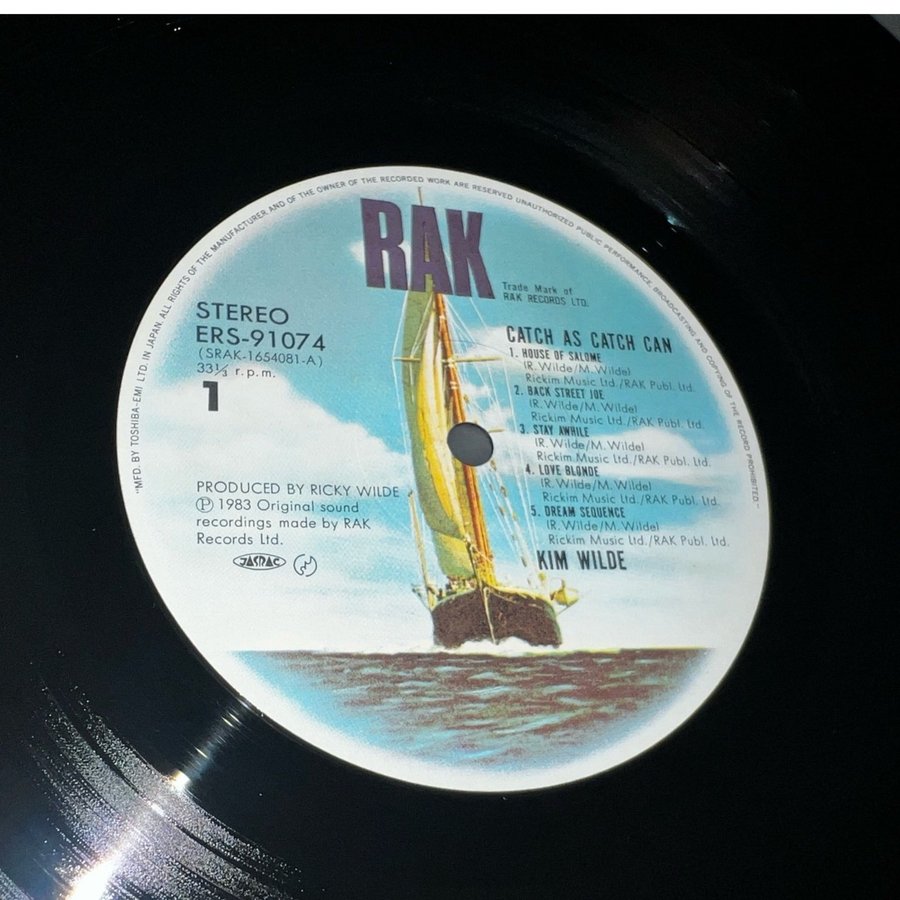 "MFD. BY TOSHIBA-EMI LTD. IN JAPAN. ALL RIGHTS OF THE MANUFACTURER AND OF THE OWNER OF THE RECORDED WORK ARE RESERVED UNAUTHORIZED PUBLIC PERFORMANCE, BROADCASTING AND COPYING OF THE RECORD PROHIBITED"
RAK
Trade Mark of
RAK RECORDS LTD.
STEREO
ERS-91074
(SRAK-1654081-A)
33⅓ r.p.m.
1
CATCH AS CATCH CAN
1. HOUSE OF SALOME
(R. Wilde/M. Wilde)
Rickim Music Ltd./RAK Publ. Ltd.
2. BACK STREET JOE
(R. Wilde/M. Wilde)
Rickim Music Ltd./RAK Publ. Ltd.
3. STAY AWHILE
(R. Wilde/M. Wilde)
Rickim Music Ltd./RAK Publ. Ltd.
4. LOVE BLONDE
(R. Wilde/M. Wilde)
Rickim Music Ltd./RAK Publ. Ltd.
5. DREAM SEQUENCE
(R. Wilde/M. Wilde)
Rickim Music Ltd./RAK Publ. Ltd.
KIM WILDE
PRODUCED BY RICKY WILDE
Ⓟ 1983 Original sound
recordings made by RAK
Records Ltd.
JASRAC